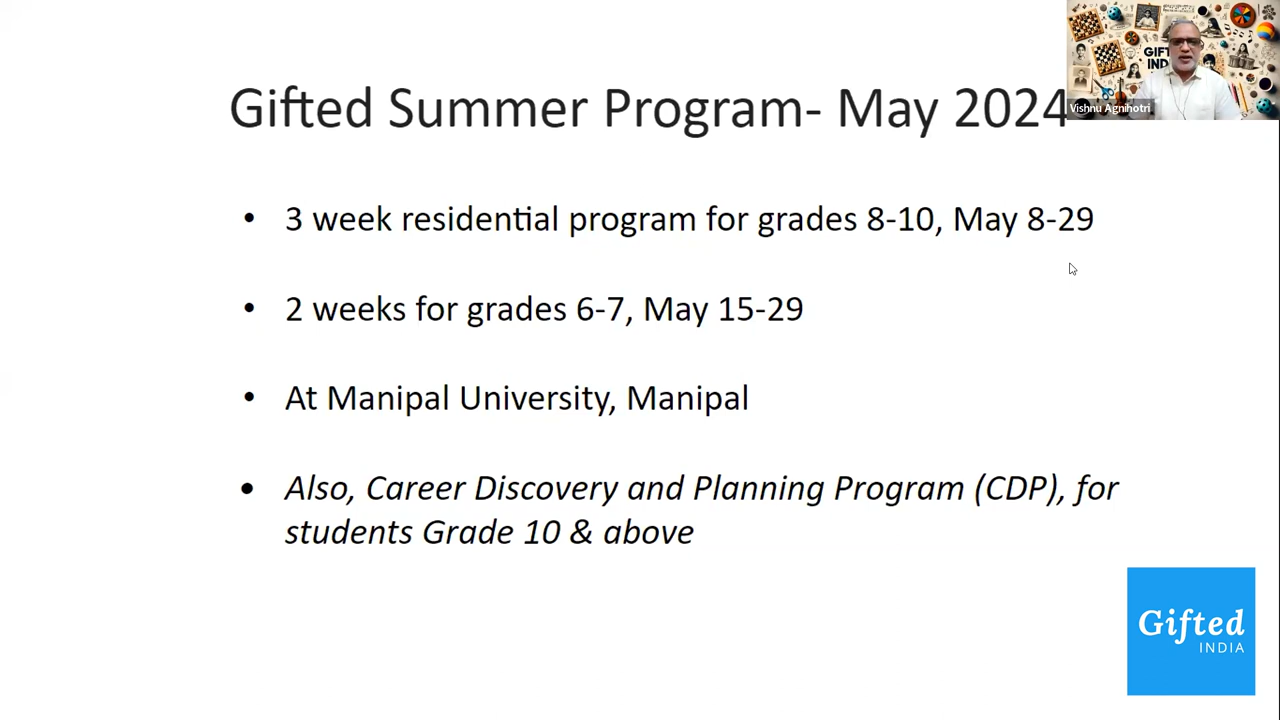 Gifted Summer Program- May 2024
GIFT
IND
Vishnu Agnihotri
• 3 week residential program for grades 8-10, May 8-29
• 2 weeks for grades 6-7, May 15-29
• At Manipal University, Manipal
• Also, Career Discovery and Planning Program (CDP), for
students Grade 10 & above
Gifted
INDIA